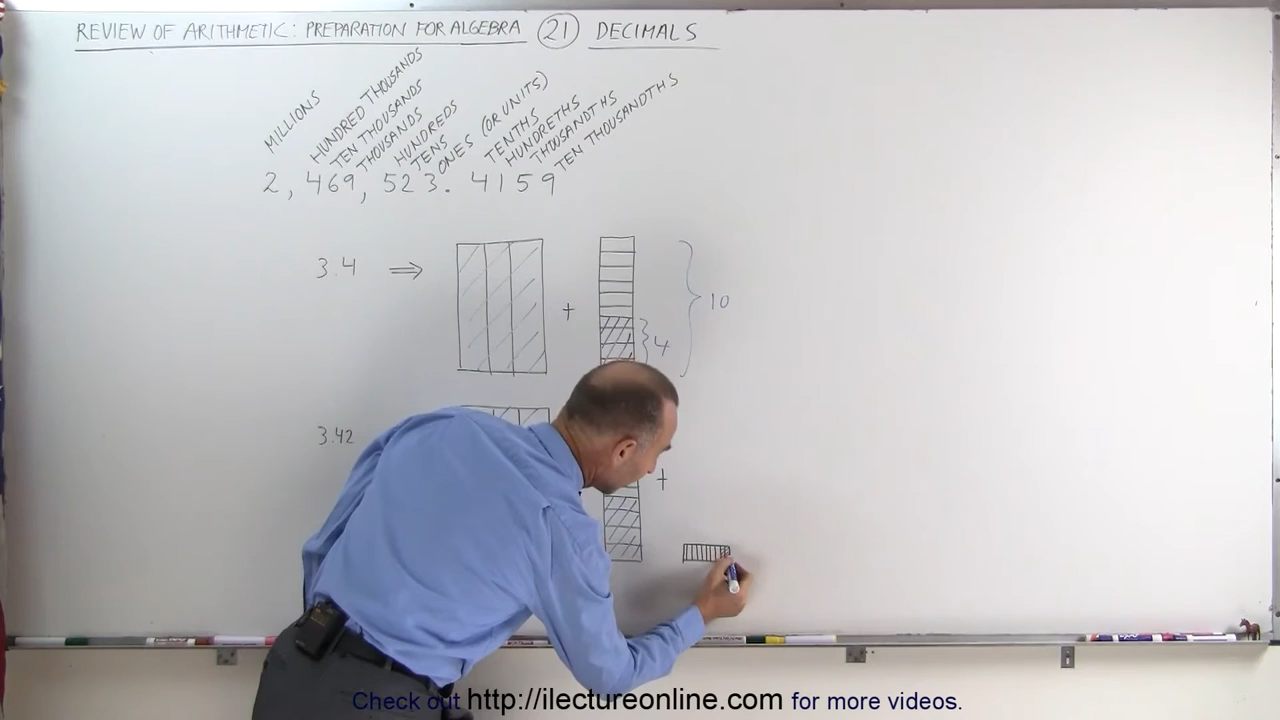 REVIEW OF ARITHMETIC: PREPARATION FOR ALGEBRA (21) DECIMALS
MILLIONS
HUNDRED THOUSANDS
TEN THOUSANDS
THOUSANDS
HUNDREDS
TENS
ONES (OR UNITS)
TENTHS
HUNDRETHS
THOUSANDTHS
TEN THOUSANDTHS
2, 469, 523. 4159
3.4 ⇒ + 4 10
3.42 +
Check out http://ilectureonline.com for more videos.